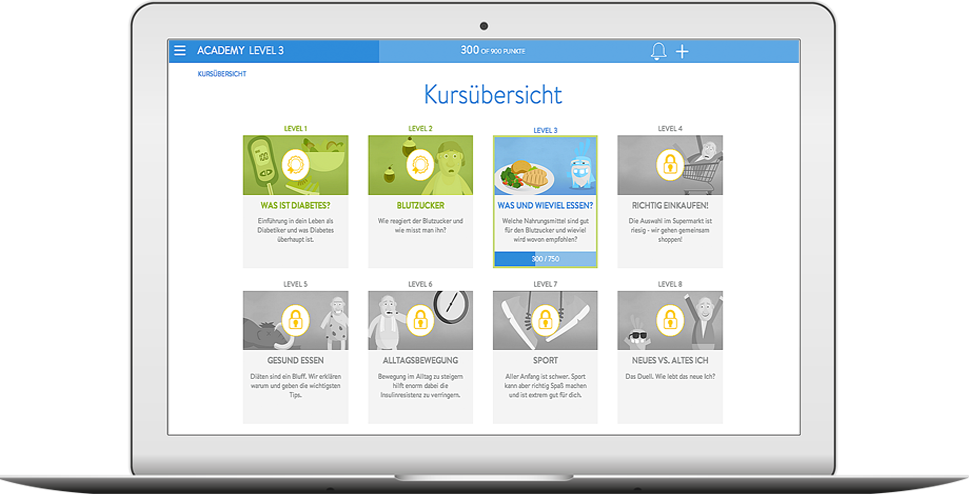 ACADEMY LEVEL 3
300 OF 900 PUNKTE
KURSÜBERSICHT
Kursübersicht
LEVEL 1
100
WAS IST DIABETES?
Einführung in dein Leben als
Diabetiker und was Diabetes
überhaupt ist.
LEVEL 2
BLUTZUCKER
Wie reagiert der Blutzucker und
wie misst man ihn?
LEVEL 3
WAS UND WIEVIEL ESSEN?
Welche Nahrungsmittel sind gut
für den Blutzucker und wieviel
wird wovon empfohlen?
300 / 750
LEVEL 4
RICHTIG EINKAUFEN!
Die Auswahl im Supermarkt ist
riesig - wir gehen gemeinsam
shoppen!
LEVEL 5
GESUND ESSEN
Diäten sind ein Bluff. Wir erklären
warum und geben die wichtigsten
Tips.
LEVEL 6
ALLTAGSBEWEGUNG
Bewegung im Alltag zu steigern
hilft enorm dabei die
Insulinresistenz zu verringern.
LEVEL 7
SPORT
Aller Anfang ist schwer. Sport
kann aber richtig Spaß machen
und ist extrem gut für dich.
LEVEL 8
NEUES VS. ALTES ICH
Das Duell. Wie lebt das neue Ich?